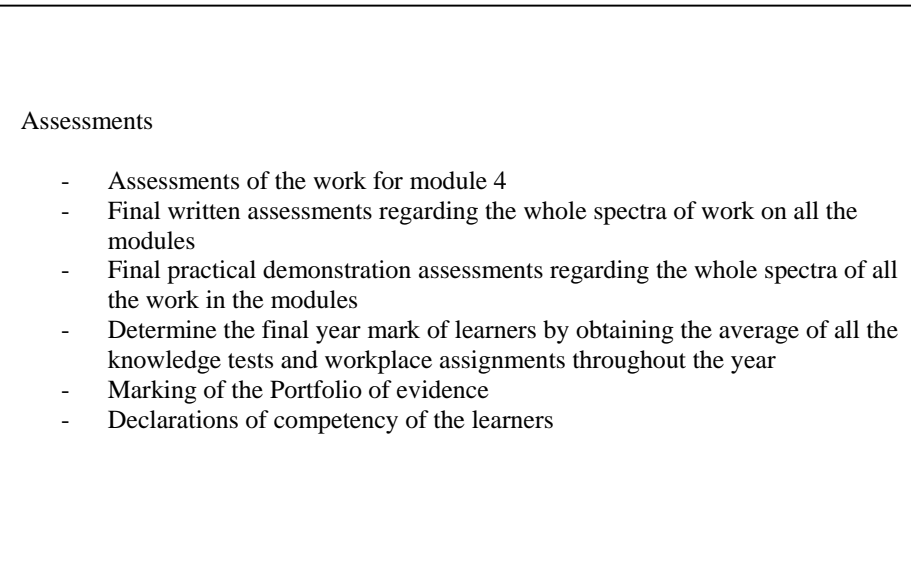 Assessments
- Assessments of the work for module 4
- Final written assessments regarding the whole spectra of work on all the
modules
- Final practical demonstration assessments regarding the whole spectra of all
the work in the modules
- Determine the final year mark of learners by obtaining the average of all the
knowledge tests and workplace assignments throughout the year
- Marking of the Portfolio of evidence
- Declarations of competency of the learners